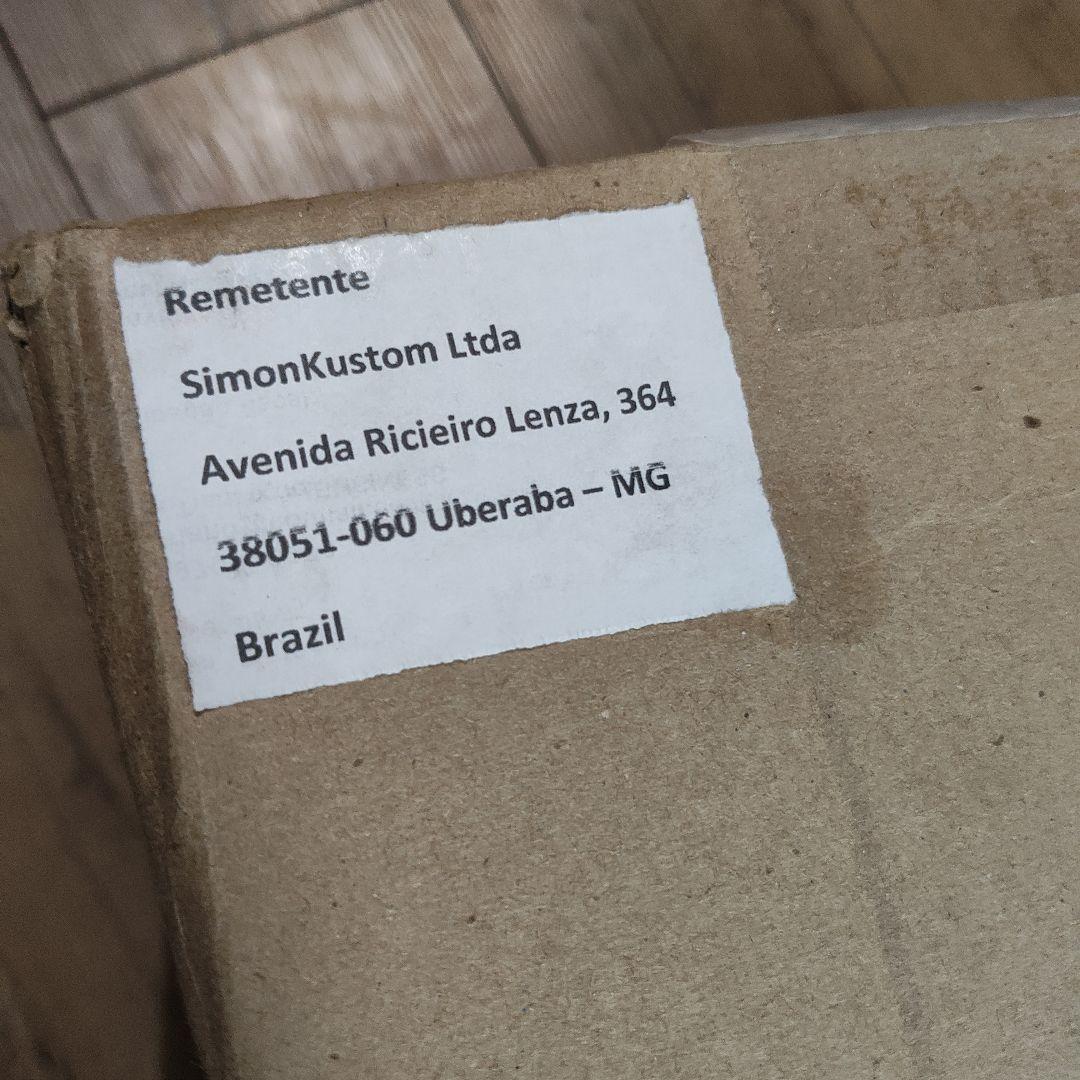 Remetente
SimonKustom Ltda
Avenida Ricieiro Lenza, 364
38051-060 Uberaba – MG
Brazil